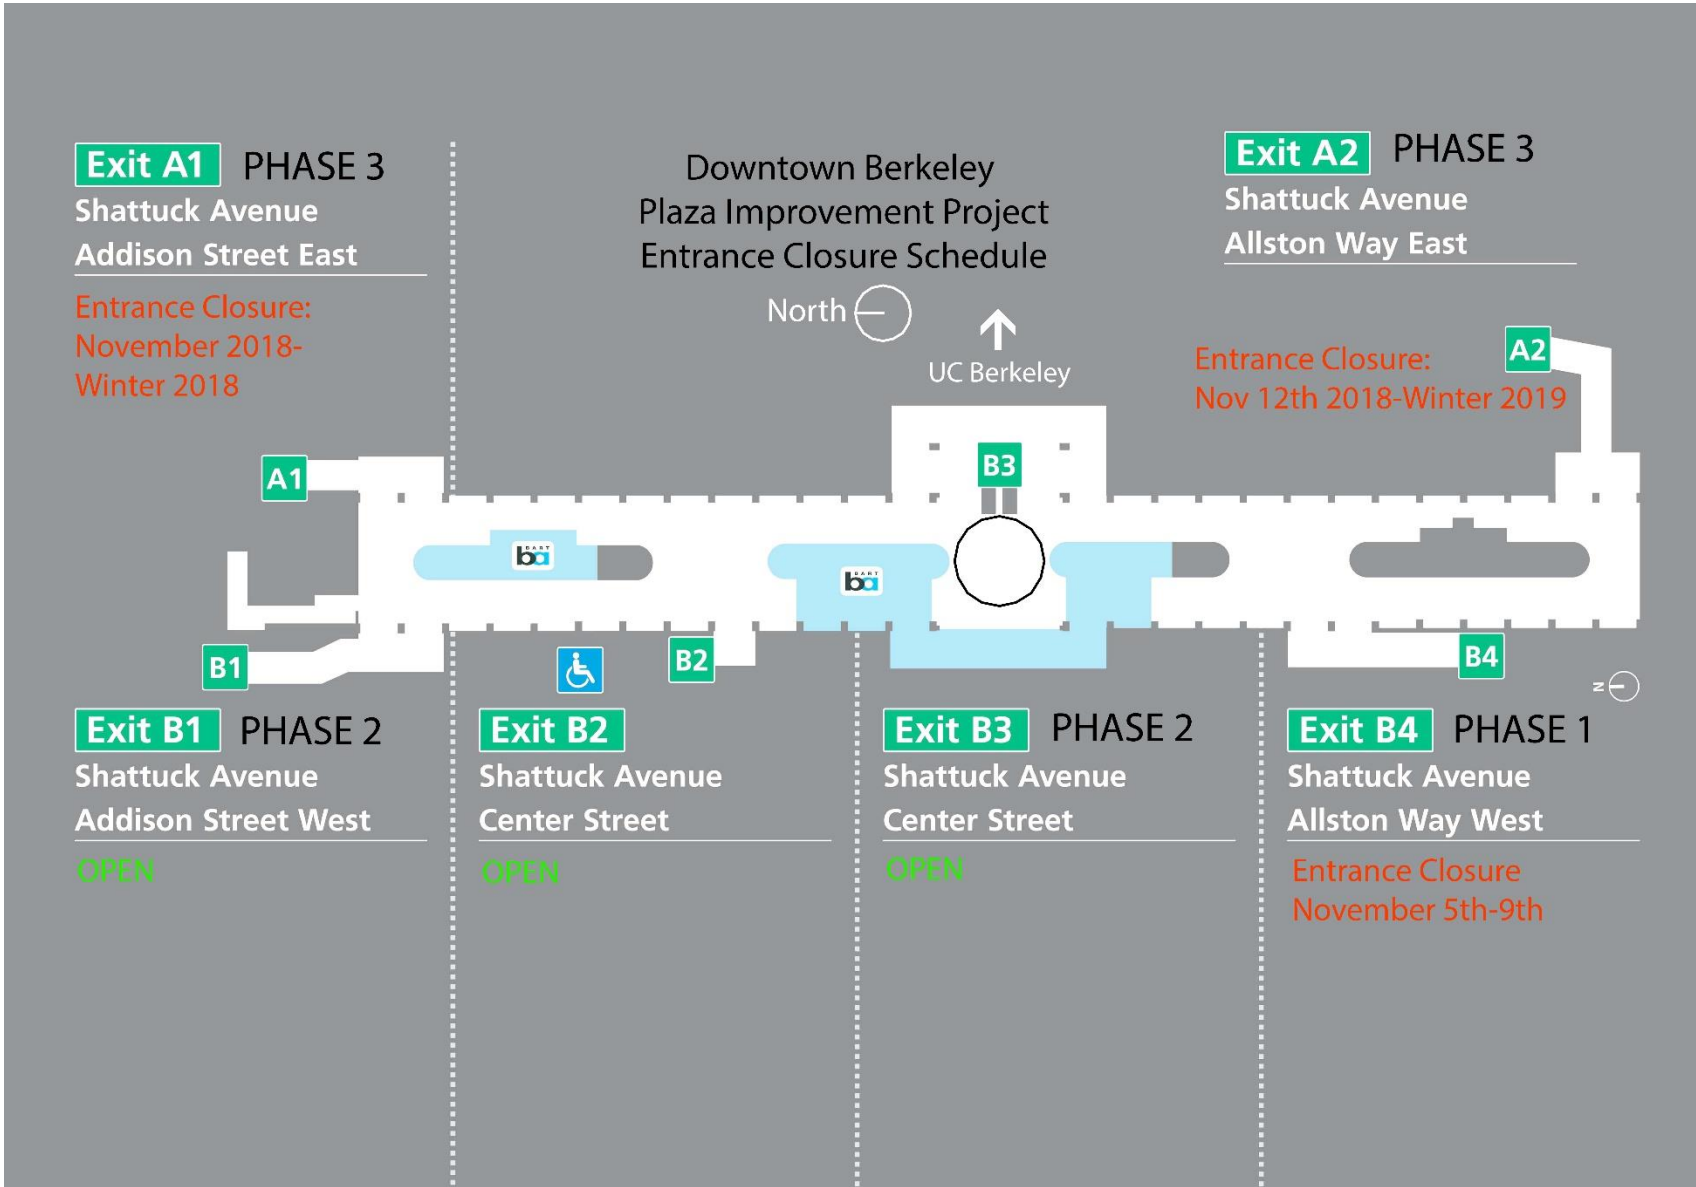 Exit A1 PHASE 3
Shattuck Avenue
Addison Street East
Entrance Closure:
November 2018-
Winter 2018
Downtown Berkeley
Plaza Improvement Project
Entrance Closure Schedule
North
UC Berkeley
Exit A2 PHASE 3
Shattuck Avenue
Allston Way East
Entrance Closure:
Nov 12th 2018-Winter 2019
A2
A1
B3
BART
ba
BART
ba
B1
B2
B4
N
Exit B1 PHASE 2
Shattuck Avenue
Addison Street West
OPEN
Exit B2
Shattuck Avenue
Center Street
OPEN
Exit B3 PHASE 2
Shattuck Avenue
Center Street
OPEN
Exit B4 PHASE 1
Shattuck Avenue
Allston Way West
Entrance Closure
November 5th-9th